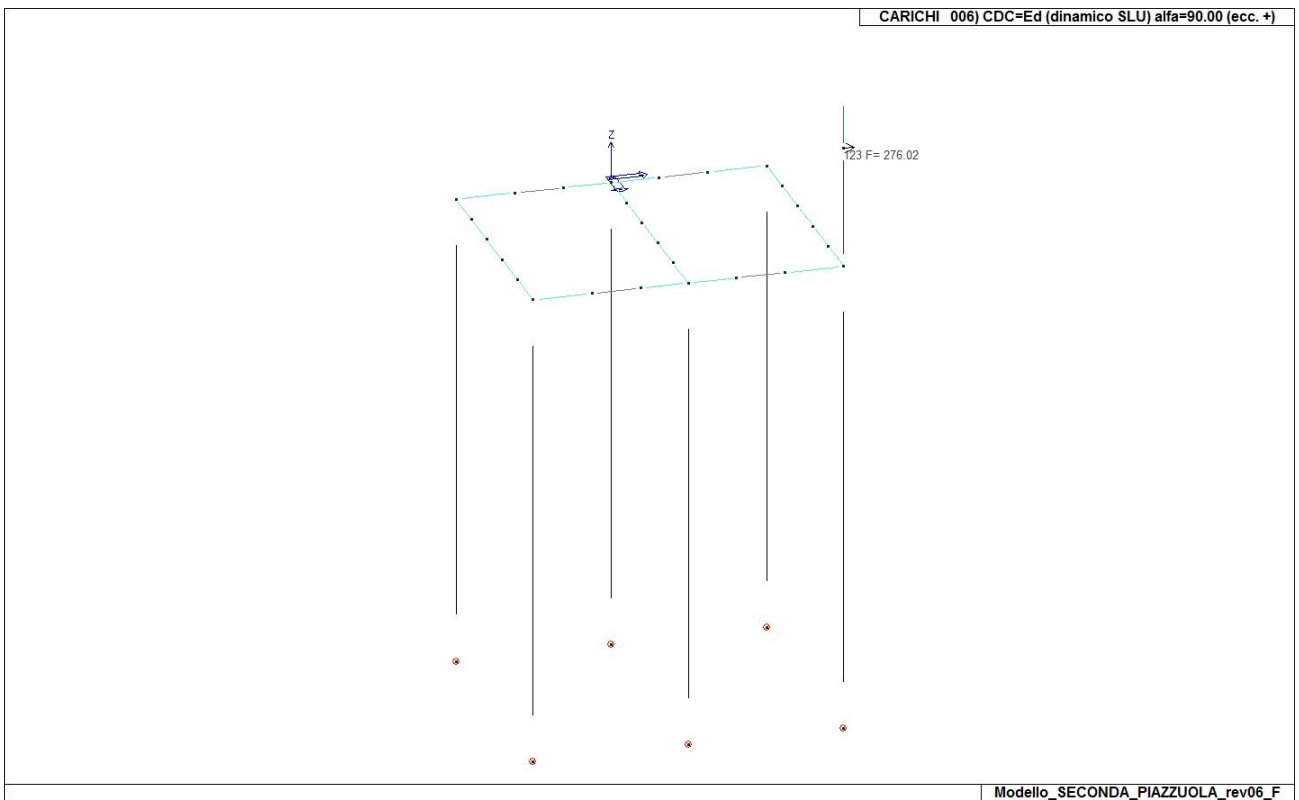 CARICHI 006) CDC=Ed (dinamico SLU) alfa=90.00 (ecc. +)
Z
123 F= 276.02
Modello_SECONDA_PIAZZUOLA_rev06_F